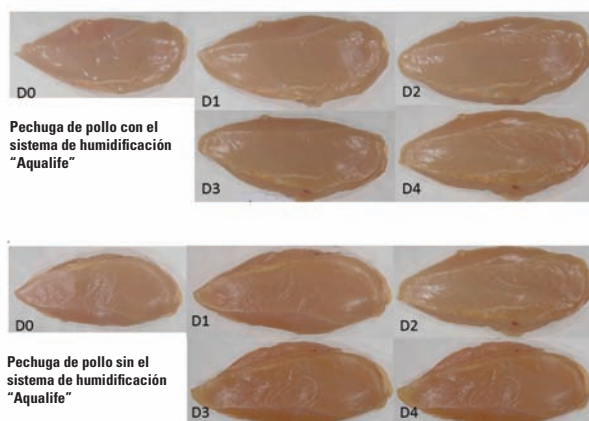 D0
D1
D2
Pechuga de pollo con el
sistema de humidificación
“Aqualife”
D3
D4
D0
D1
D2
Pechuga de pollo sin el
sistema de humidificación
“Aqualife”
D3
D4